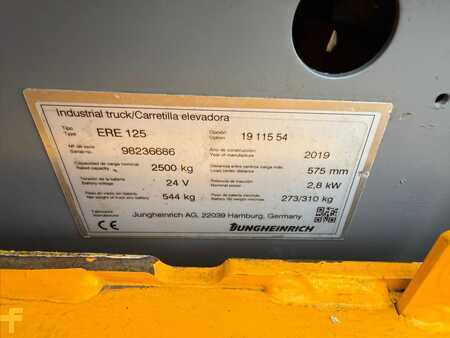 Industrial truck/Carretilla elevadora
Tipo
Type
ERE 125
Opción
Option
19 115 54
Nº de serie
Serial no.
98236686
Año de construcción
Year of manufacture
2019
Capacidad de carga nominal
Rated capacity
2500 kg
Distancia entre centros carga máx.
Load centre distance
575 mm
Tensión de la batería
Battery voltage
24 V
Potencia de tracción
Nominal power
2,8 kW
Peso en vacío sin batería
Net weight of truck w/o battery
544 kg
Peso de batería mín/máx.
273/310 kg
Fabricante
Manufacturer
Jungheinrich AG, 22039 Hamburg, Germany
CE
JUNGHEINRICH
F